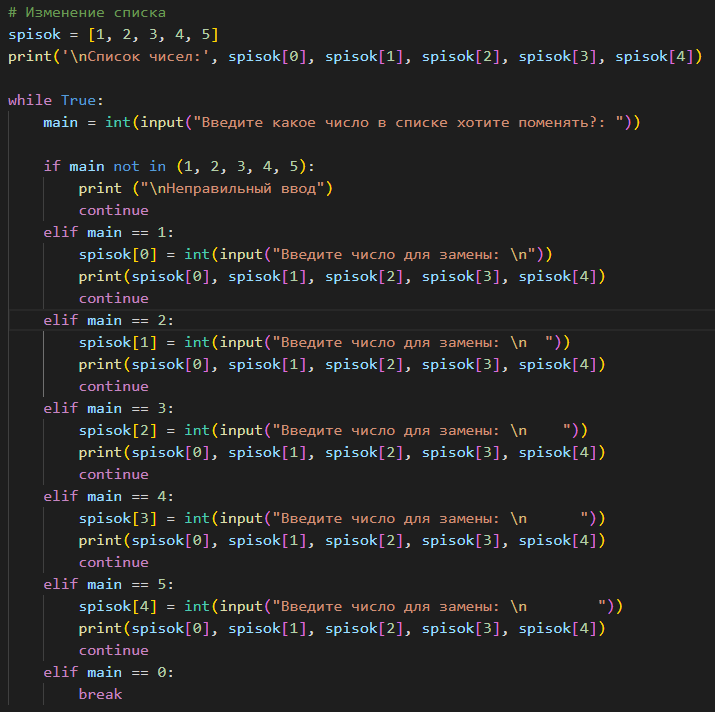 # Изменение списка
spisok = [1, 2, 3, 4, 5]
print('\nСписок чисел:', spisok[0], spisok[1], spisok[2], spisok[3], spisok[4])

while True:
    main = int(input("Введите какое число в списке хотите поменять?: "))

    if main not in (1, 2, 3, 4, 5):
        print ("\nНеправильный ввод")
        continue
    elif main == 1:
        spisok[0] = int(input("Введите число для замены: \n"))
        print(spisok[0], spisok[1], spisok[2], spisok[3], spisok[4])
        continue
    elif main == 2:
        spisok[1] = int(input("Введите число для замены: \n  "))
        print(spisok[0], spisok[1], spisok[2], spisok[3], spisok[4])
        continue
    elif main == 3:
        spisok[2] = int(input("Введите число для замены: \n    "))
        print(spisok[0], spisok[1], spisok[2], spisok[3], spisok[4])
        continue
    elif main == 4:
        spisok[3] = int(input("Введите число для замены: \n      "))
        print(spisok[0], spisok[1], spisok[2], spisok[3], spisok[4])
        continue
    elif main == 5:
        spisok[4] = int(input("Введите число для замены: \n        "))
        print(spisok[0], spisok[1], spisok[2], spisok[3], spisok[4])
        continue
    elif main == 0:
        break